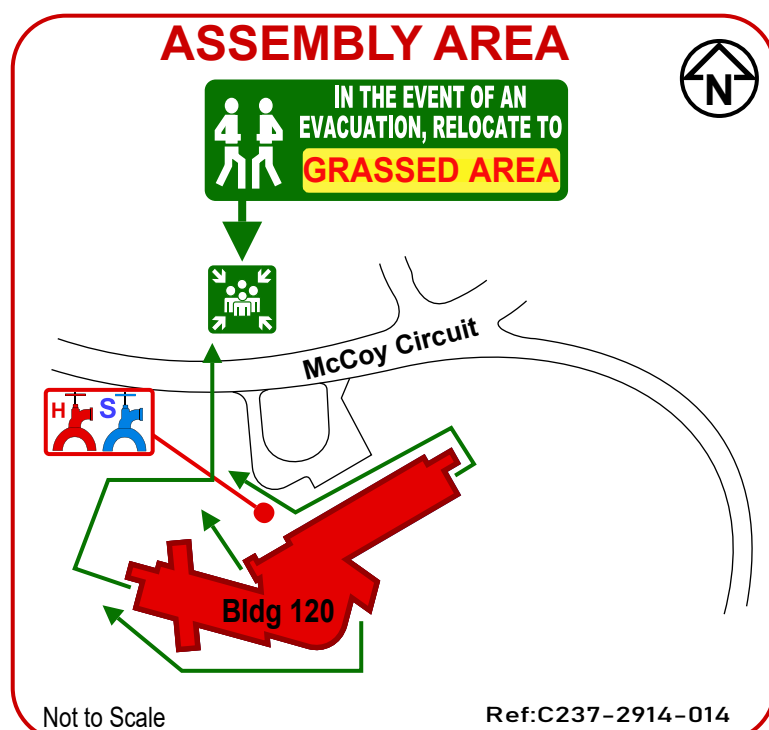 ASSEMBLY AREA
N
IN THE EVENT OF AN
EVACUATION, RELOCATE TO
GRASSED AREA
McCoy Circuit
H S
Bldg 120
Not to Scale
Ref:C237-2914-014